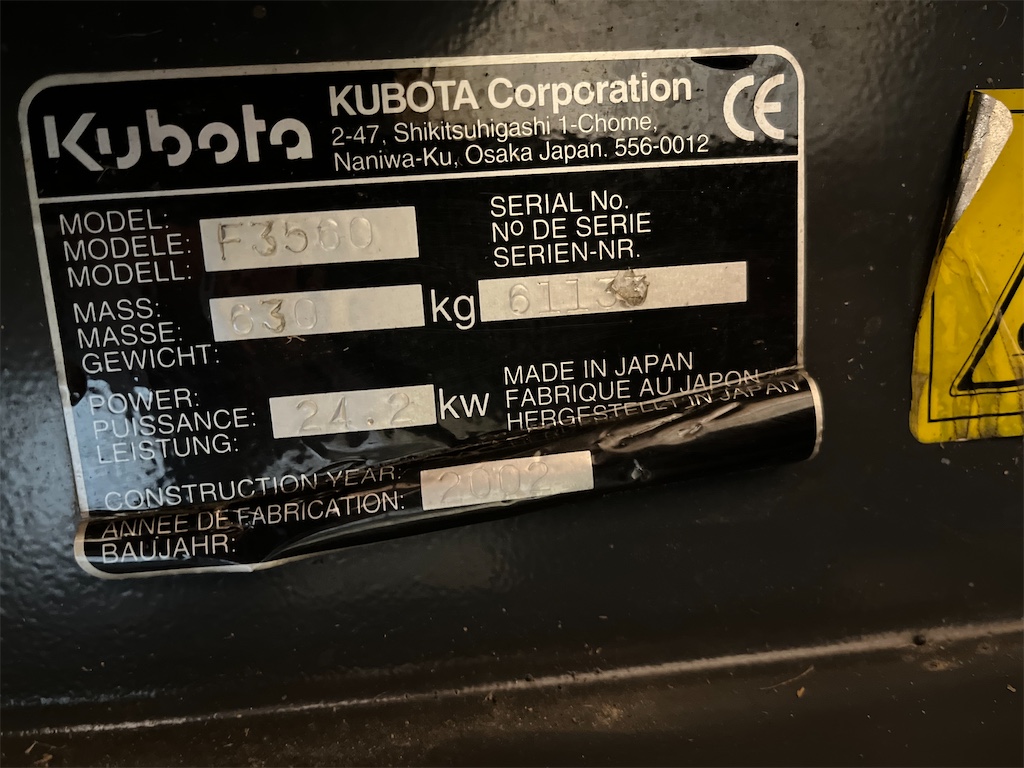 Kubota
KUBOTA Corporation
2-47, Shikitsuhigashi 1-Chome,
Naniwa-Ku, Osaka Japan. 556-0012
CE
MODEL:
MODELE:
MODELL:
F3560
SERIAL No.
Nº DE SERIE
SERIEN-NR.
61133
MASS:
MASSE:
GEWICHT:
630 kg
POWER:
PUISSANCE:
LEISTUNG:
24.2 kw
MADE IN JAPAN
FABRIQUE AU JAPON
HERGESTELLT IN JAPAN
CONSTRUCTION YEAR:
ANNEE DE FABRICATION:
BAUJAHR:
2002